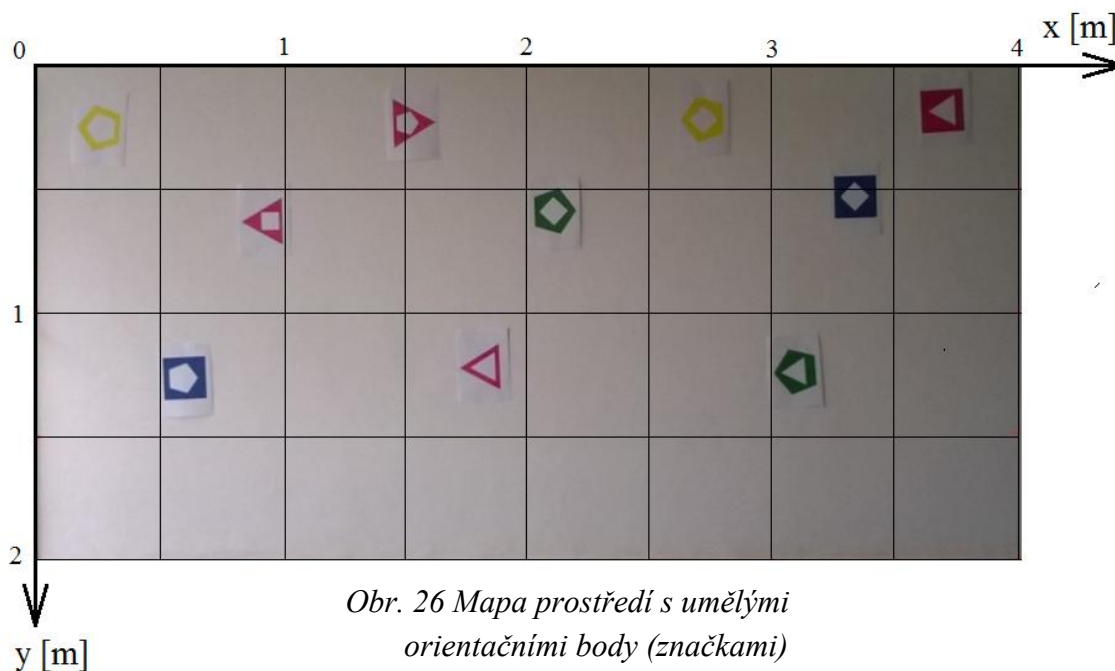 0 1 2 3 4 x [m]
1
2
y [m]
Obr. 26 Mapa prostředí s umělými
orientačními body (značkami)